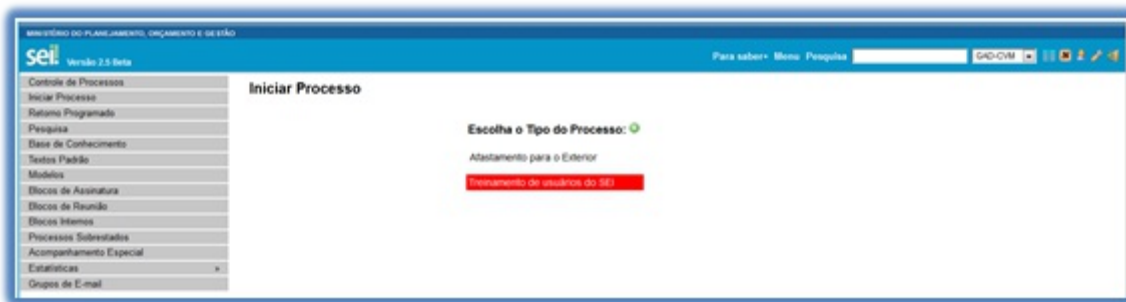 MINISTÉRIO DO PLANEJAMENTO, ORÇAMENTO E GESTÃO
sei! Versão 2.5 Beta
Para saber+ Menu Pesquisa GAD-CVM
Controle de Processos
Iniciar Processo
Retorno Programado
Pesquisa
Base de Conhecimento
Textos Padrão
Modelos
Blocos de Assinatura
Blocos de Reunião
Blocos Internos
Processos Sobrestados
Acompanhamento Especial
Estatísticas
Grupos de E-mail
Iniciar Processo
Escolha o Tipo do Processo:
Afastamento para o Exterior
Treinamento de usuários do SEI